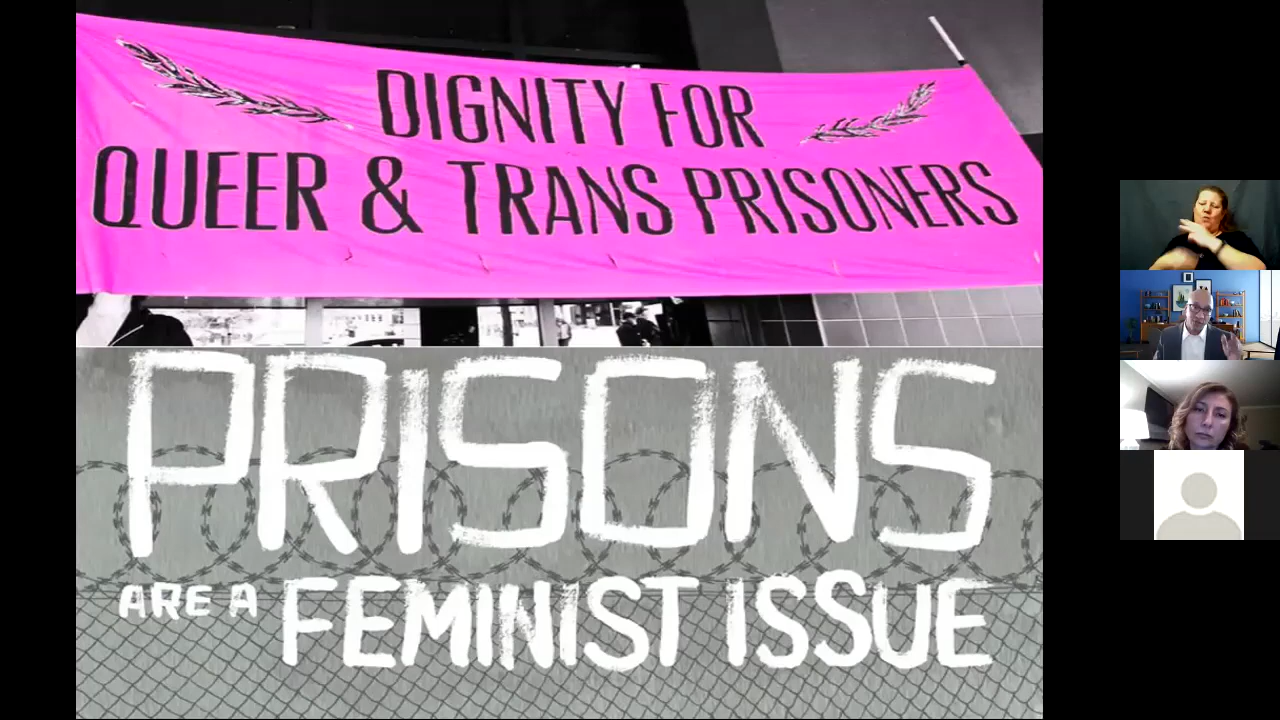 DIGNITY FOR
QUEER & TRANS PRISONERS
PRISONS
ARE A FEMINIST ISSUE